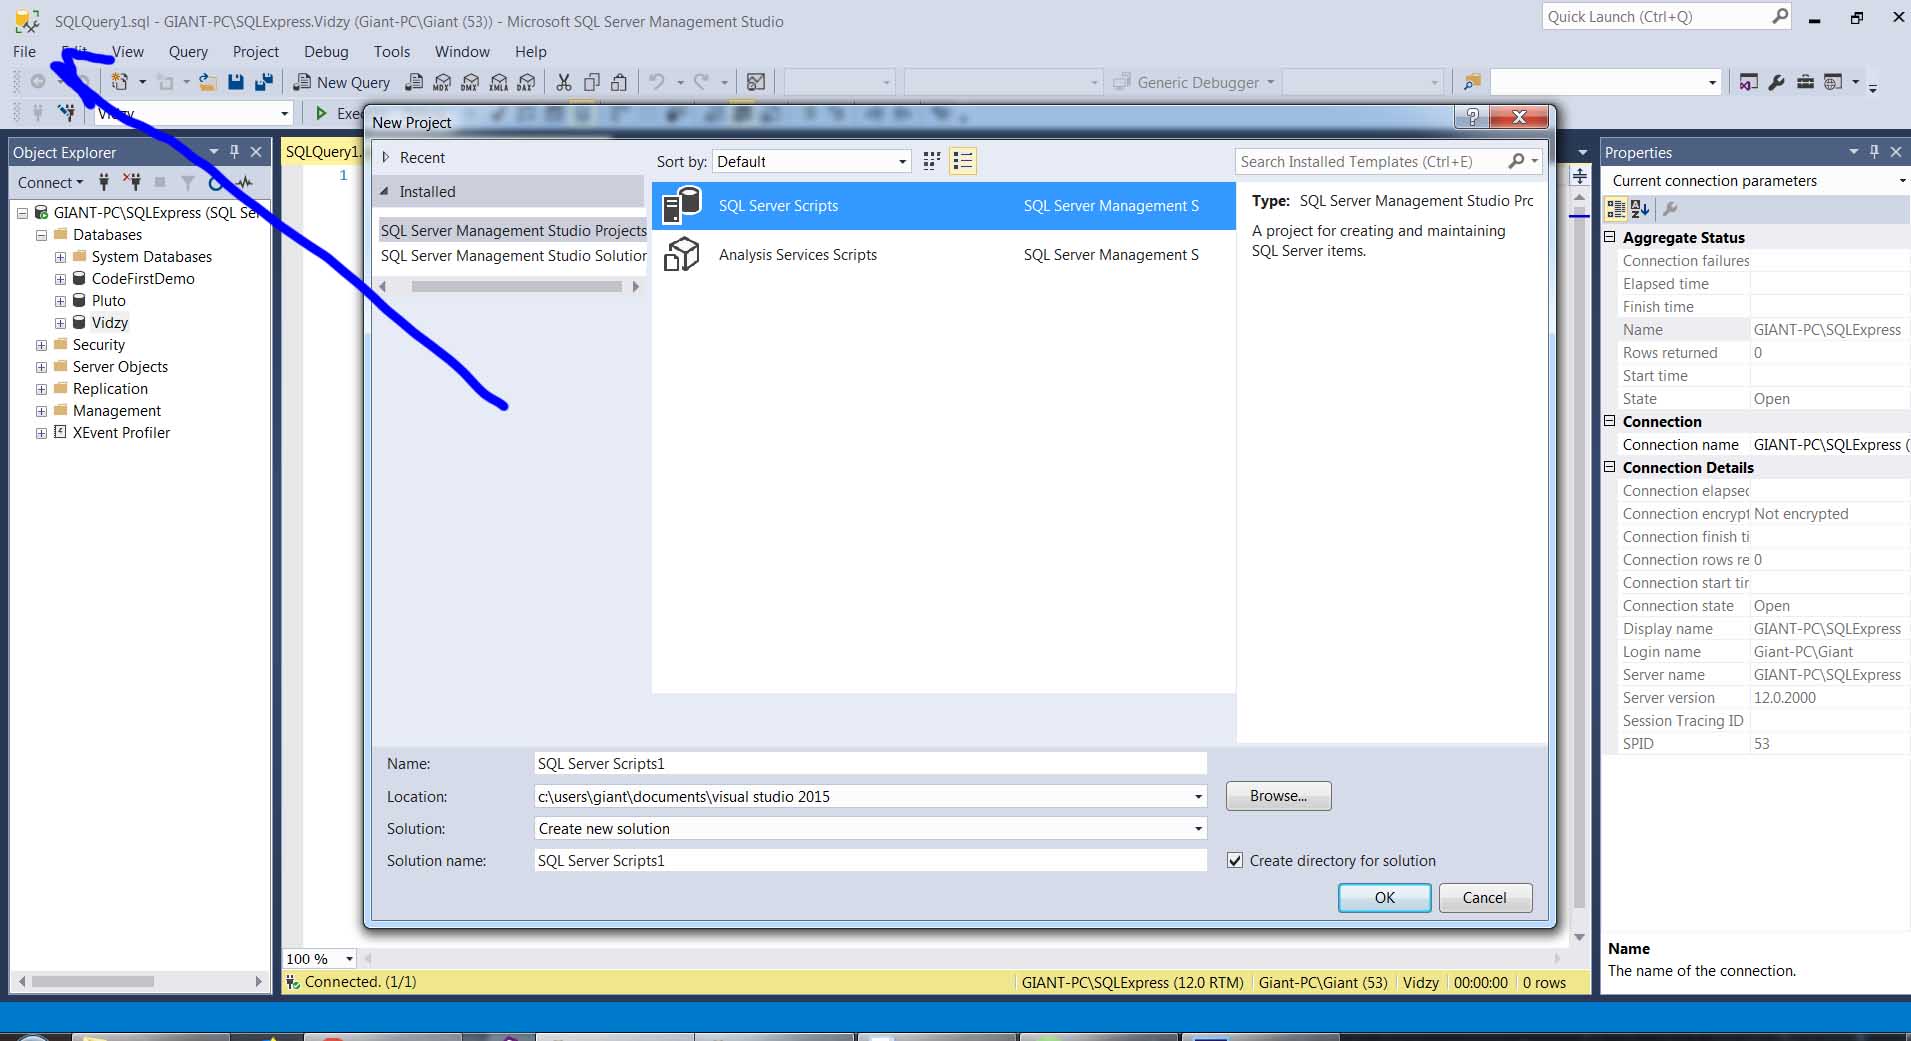 SQLQuery1.sql - GIANT-PC\SQLExpress.Vidzy (Giant-PC\Giant (53)) - Microsoft SQL Server Management Studio
Quick Launch (Ctrl+Q)
File Edit View Query Project Debug Tools Window Help
New Query MDX DMX XMLA DAX Generic Debugger
Vidzy Exe
Object Explorer
Connect
GIANT-PC\SQLExpress (SQL Ser
Databases
System Databases
CodeFirstDemo
Pluto
Vidzy
Security
Server Objects
Replication
Management
XEvent Profiler
SQLQuery1.
1
New Project
Recent
Installed
SQL Server Management Studio Projects
SQL Server Management Studio Solution
Sort by: Default
Search Installed Templates (Ctrl+E)
SQL Server Scripts SQL Server Management S
Analysis Services Scripts SQL Server Management S
Type: SQL Server Management Studio Prc
A project for creating and maintaining
SQL Server items.
Name: SQL Server Scripts1
Location: c:\users\giant\documents\visual studio 2015
Browse...
Solution: Create new solution
Solution name: SQL Server Scripts1
Create directory for solution
OK Cancel
100 %
Connected. (1/1)
GIANT-PC\SQLExpress (12.0 RTM) Giant-PC\Giant (53) Vidzy 00:00:00 0 rows
Properties
Current connection parameters
Aggregate Status
Connection failures
Elapsed time
Finish time
Name GIANT-PC\SQLExpress
Rows returned 0
Start time
State Open
Connection
Connection name GIANT-PC\SQLExpress (
Connection Details
Connection elapsed
Connection encrypt Not encrypted
Connection finish ti
Connection rows re 0
Connection start tir
Connection state Open
Display name GIANT-PC\SQLExpress
Login name Giant-PC\Giant
Server name GIANT-PC\SQLExpress
Server version 12.0.2000
Session Tracing ID
SPID 53
Name
The name of the connection.